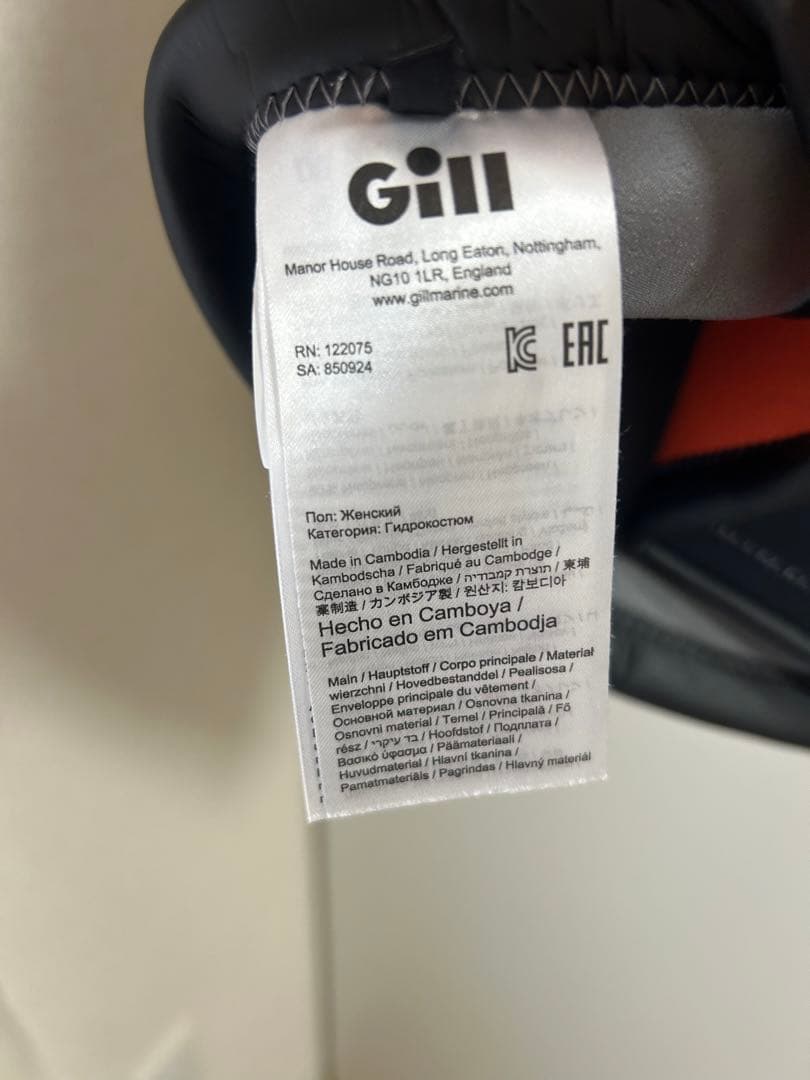 Gill
Manor House Road, Long Eaton, Nottingham,
NG10 1LR, England
www.gillmarine.com
RN: 122075
SA: 850924
EAC
Пол: Женский
Категория: Гидрокостюм
Made in Cambodia / Hergestellt in
Kambodscha / Fabriqué au Cambodge /
Сделано в Камбодже / תוצרת קמבודיה / 柬埔
寨制造 / カンボジア製 / 원산지: 캄보디아
Hecho en Camboya /
Fabricado em Cambodja
Main / Hauptstoff / Corpo principale / Materiał
wierzchni / Hovedbestanddel / Pealisosa /
Enveloppe principale du vêtement /
Основной материал / Osnovna tkanina /
Osnovni material / Temel / Principală / Fő
rész / בד עיקרי / Hoofdstof / Подплата /
Βασικό ύφασμα / Päämateriaali /
Huvudmaterial / Hlavní tkanina /
Pamatmateriāls / Pagrindas / Hlavný materiál